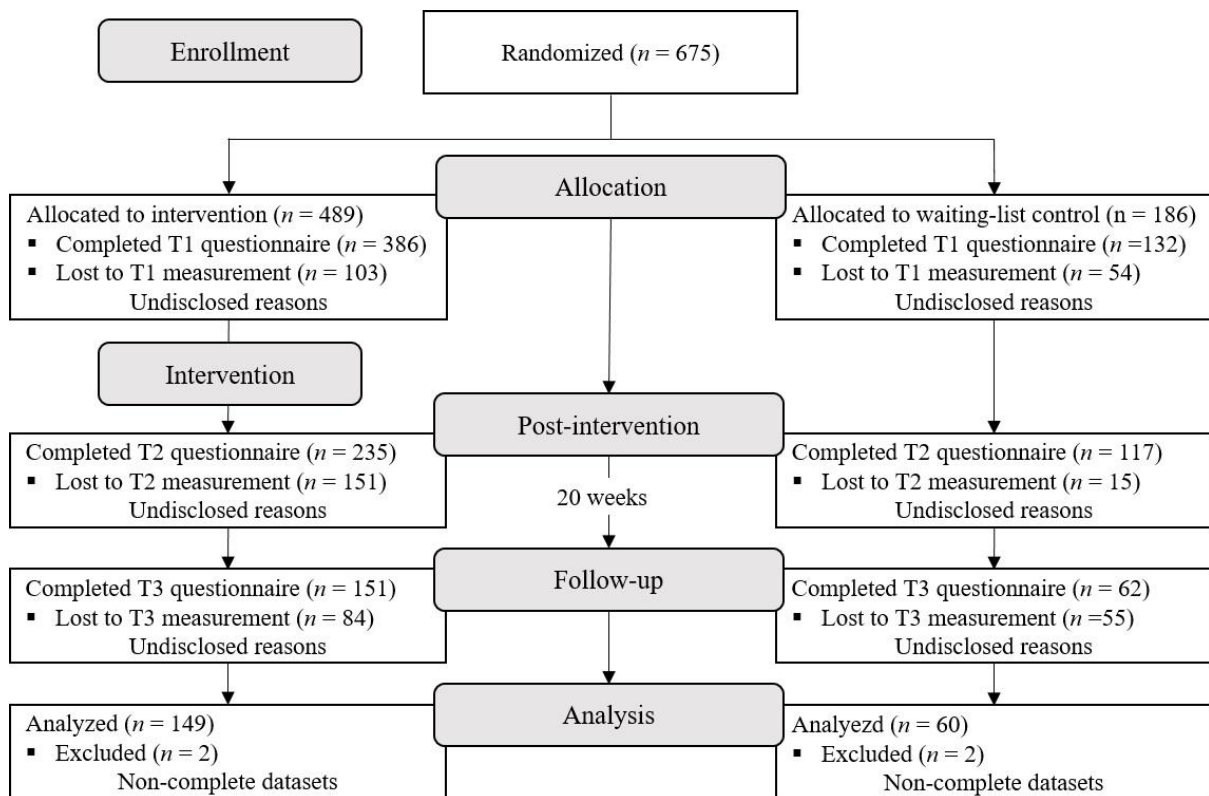 Enrollment
Randomized (n = 675)
Allocation
Allocated to intervention (n = 489)
▪ Completed T1 questionnaire (n = 386)
▪ Lost to T1 measurement (n = 103)
Undisclosed reasons
Allocated to waiting-list control (n = 186)
▪ Completed T1 questionnaire (n =132)
▪ Lost to T1 measurement (n = 54)
Undisclosed reasons
Intervention
Post-intervention
Completed T2 questionnaire (n = 235)
▪ Lost to T2 measurement (n = 151)
Undisclosed reasons
20 weeks
Completed T2 questionnaire (n = 117)
▪ Lost to T2 measurement (n = 15)
Undisclosed reasons
Follow-up
Completed T3 questionnaire (n = 151)
▪ Lost to T3 measurement (n = 84)
Undisclosed reasons
Completed T3 questionnaire (n = 62)
▪ Lost to T3 measurement (n =55)
Undisclosed reasons
Analysis
Analyzed (n = 149)
▪ Excluded (n = 2)
Non-complete datasets
Analyezd (n = 60)
▪ Excluded (n = 2)
Non-complete datasets